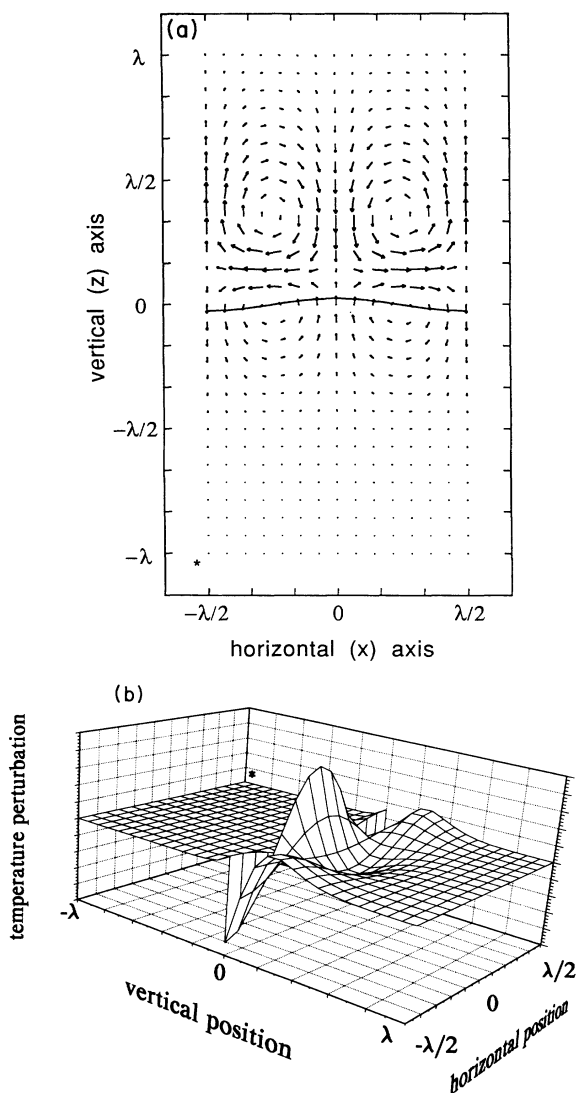 (a)
λ
λ/2
0
−λ/2
−λ
*
vertical (z) axis
−λ/2 0 λ/2
horizontal (x) axis
(b)
temperature perturbation
*
-λ
0
λ
vertical position
-λ/2
0
λ/2
horizontal position